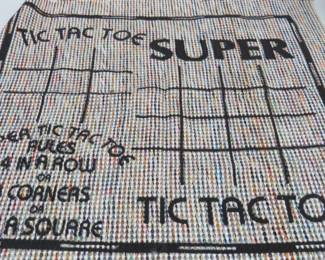 TIC TAC TOE
SUPER
TIC TAC TOE
RULES
4 IN A ROW
OR
CORNERS
OR
A SQUARE
TIC TAC TO